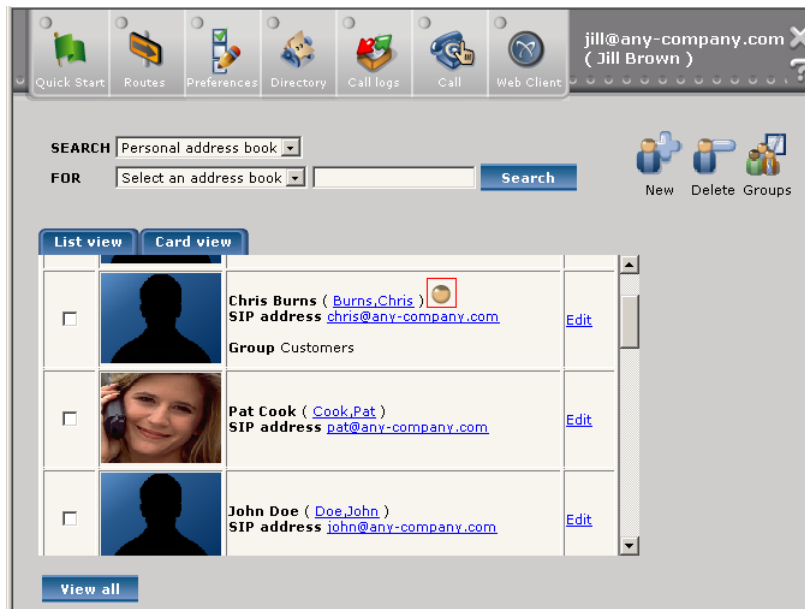 jill@any-company.com
( Jill Brown )
Quick Start Routes Preferences Directory Call logs Call Web Client
SEARCH Personal address book
FOR Select an address book Search
New Delete Groups
List view Card view
Chris Burns ( Burns,Chris )
SIP address chris@any-company.com
Edit
Group Customers
Pat Cook ( Cook,Pat )
SIP address pat@any-company.com
Edit
John Doe ( Doe,John )
SIP address john@any-company.com
Edit
View all